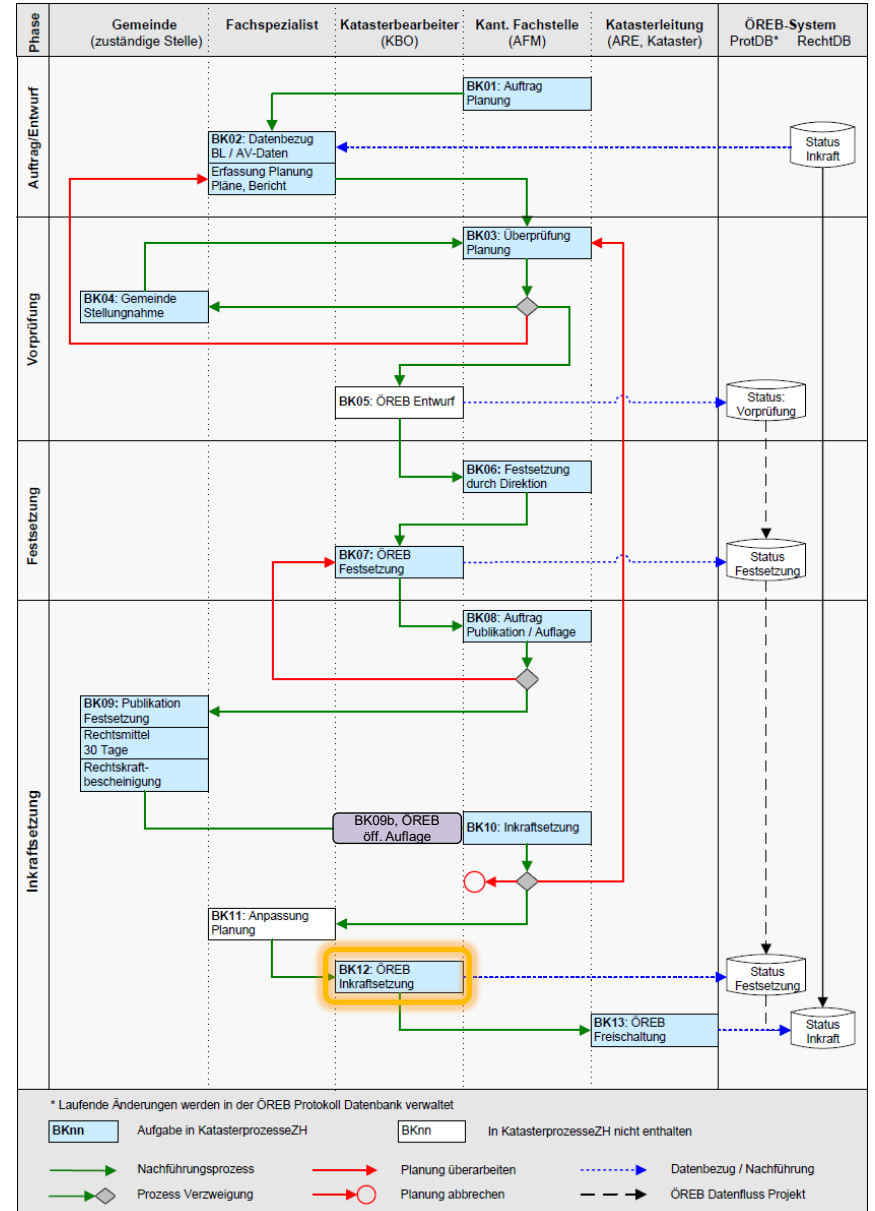 Phase
Gemeinde
(zuständige Stelle)
Fachspezialist
Katasterbearbeiter
(KBO)
Kant. Fachstelle
(AFM)
Katasterleitung
(ARE, Kataster)
ÖREB-System
ProtDB* RechtDB
Auftrag/Entwurf
BK01: Auftrag
Planung
BK02: Datenbezug
BL / AV-Daten
Erfassung Planung
Pläne, Bericht
Status
Inkraft
Vorprüfung
BK03: Überprüfung
Planung
BK04: Gemeinde
Stellungnahme
BK05: ÖREB Entwurf
Status:
Vorprüfung
Festsetzung
BK06: Festsetzung
durch Direktion
BK07: ÖREB
Festsetzung
Status
Festsetzung
Inkraftsetzung
BK08: Auftrag
Publikation / Auflage
BK09: Publikation
Festsetzung
Rechtsmittel
30 Tage
Rechtskraft-
bescheinigung
BK09b, ÖREB
öff. Auflage
BK10: Inkraftsetzung
BK11: Anpassung
Planung
BK12: ÖREB
Inkraftsetzung
Status
Festsetzung
BK13: ÖREB
Freischaltung
Status
Inkraft
* Laufende Änderungen werden in der ÖREB Protokoll Datenbank verwaltet
BKnn Aufgabe in KatasterprozesseZH BKnn In KatasterprozesseZH nicht enthalten
Nachführungsprozess Planung überarbeiten Datenbezug / Nachführung
Prozess Verzweigung Planung abbrechen ÖREB Datenfluss Projekt